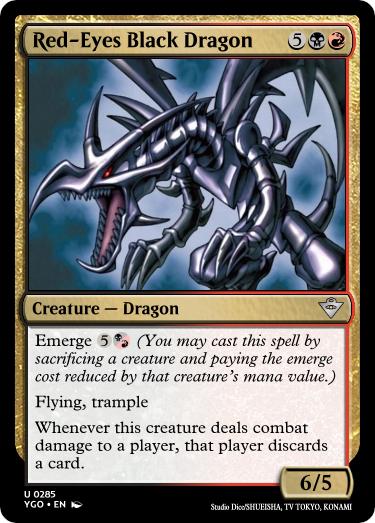 Red-Eyes Black Dragon 5
Creature — Dragon
Emerge 5 (You may cast this spell by
sacrificing a creature and paying the emerge
cost reduced by that creature's mana value.)
Flying, trample
Whenever this creature deals combat
damage to a player, that player discards
a card.
6/5
U 0285
YGO • EN
Studio Dice/SHUEISHA, TV TOKYO, KONAMI